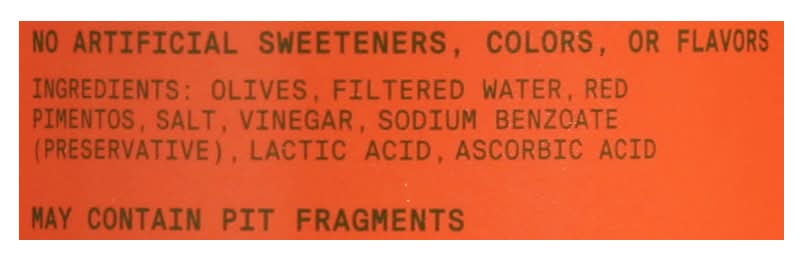 NO ARTIFICIAL SWEETENERS, COLORS, OR FLAVORS
INGREDIENTS: OLIVES, FILTERED WATER, RED
PIMENTOS, SALT, VINEGAR, SODIUM BENZOATE
(PRESERVATIVE), LACTIC ACID, ASCORBIC ACID
MAY CONTAIN PIT FRAGMENTS